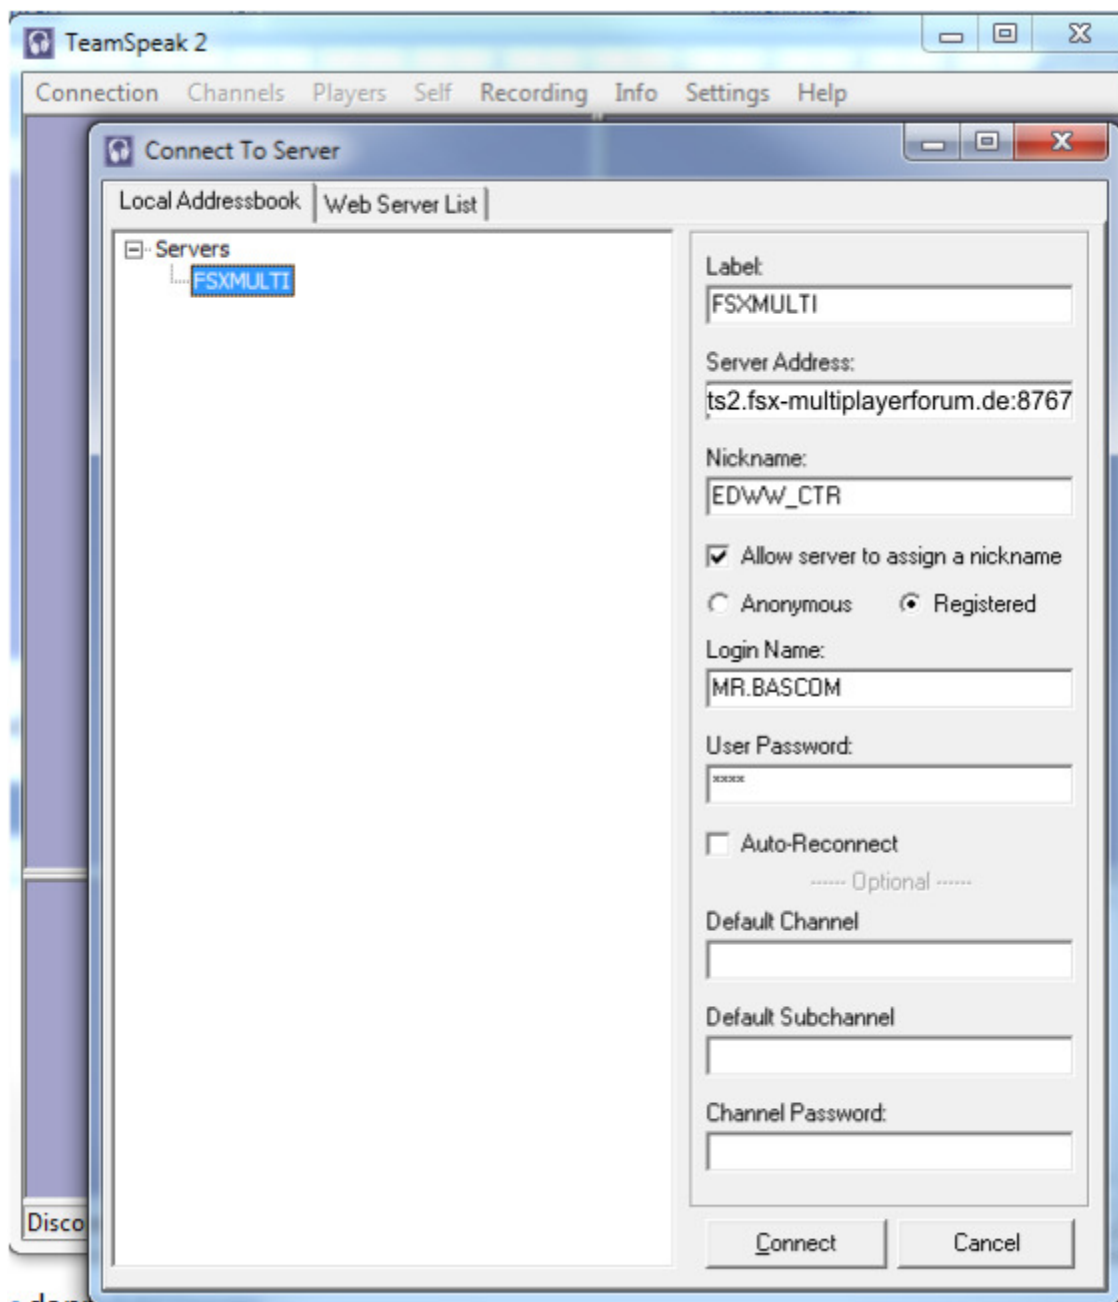 TeamSpeak 2
Connection Channels Players Self Recording Info Settings Help
Connect To Server
Local Addressbook Web Server List
Servers
FSXMULTI
Label:
FSXMULTI
Server Address:
ts2.fsx-multiplayerforum.de:8767
Nickname:
EDWW_CTR
Allow server to assign a nickname
Anonymous Registered
Login Name:
MR.BASCOM
User Password:
****
Auto-Reconnect
------ Optional ------
Default Channel
Default Subchannel
Channel Password:
Disco
Connect Cancel